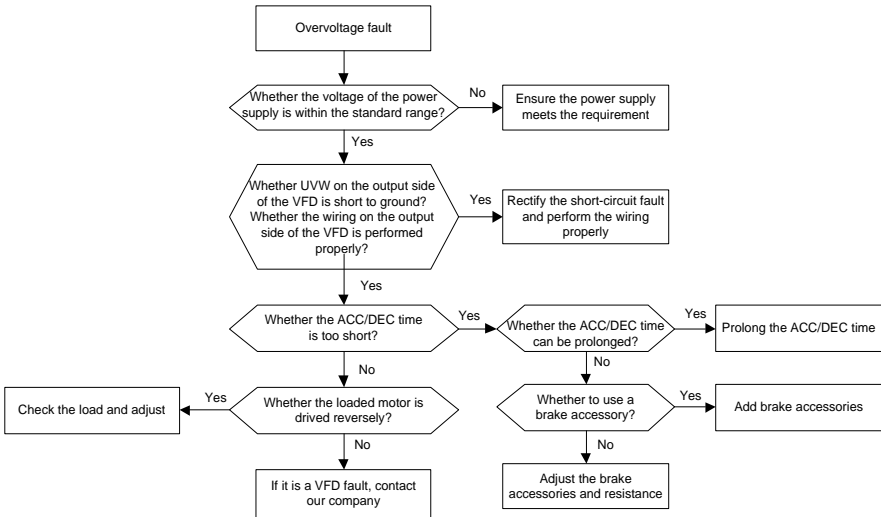 Overvoltage fault
Whether the voltage of the power
supply is within the standard range?
No
Ensure the power supply
meets the requirement
Yes
Whether UVW on the output side
of the VFD is short to ground?
Whether the wiring on the output
side of the VFD is performed
properly?
Yes
Rectify the short-circuit fault
and perform the wiring
properly
Yes
Whether the ACC/DEC time
is too short?
Yes
Whether the ACC/DEC time
can be prolonged?
Yes
Prolong the ACC/DEC time
No
No
Check the load and adjust
Yes
Whether the loaded motor is
drived reversely?
Whether to use a
brake accessory?
Yes
Add brake accessories
No
No
If it is a VFD fault, contact
our company
Adjust the brake
accessories and resistance